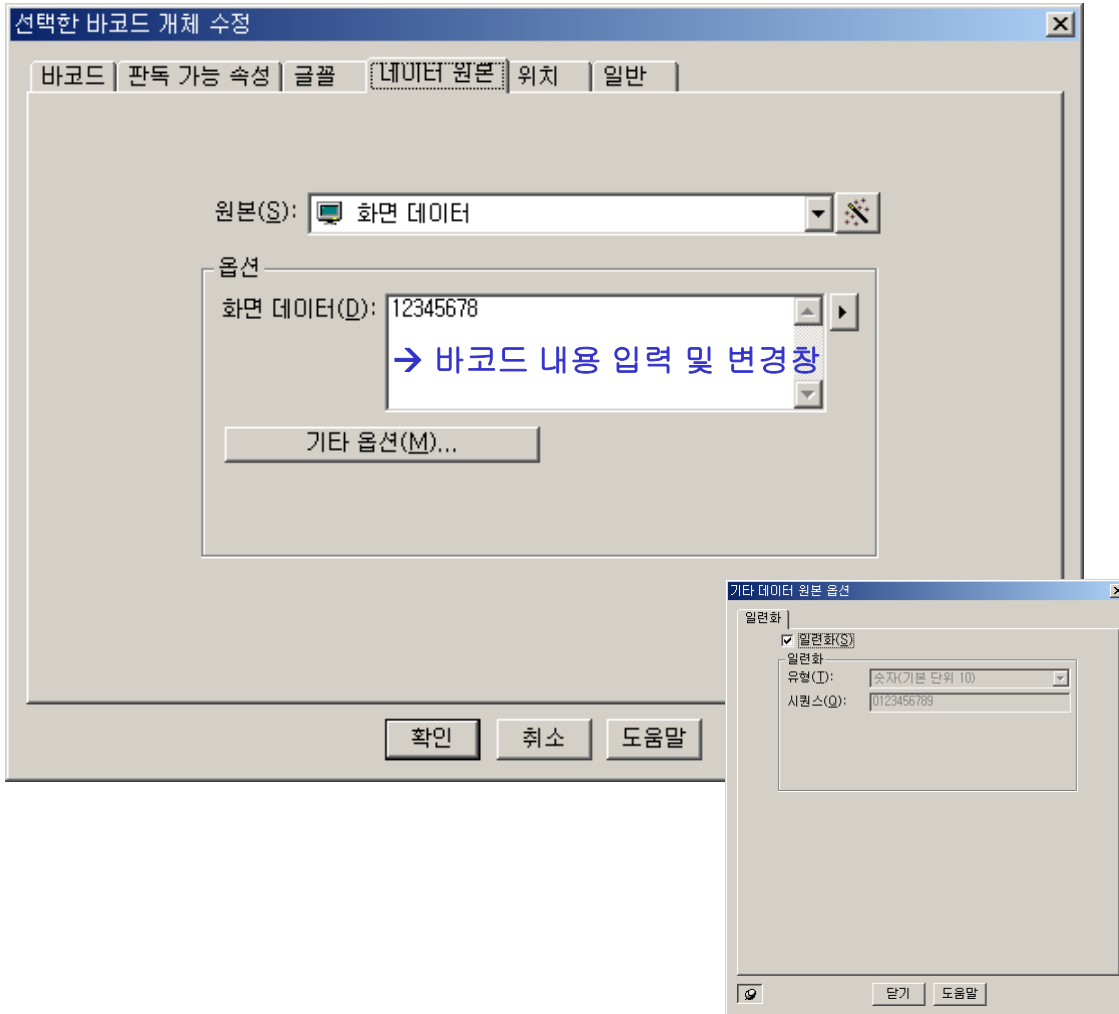 선택한 바코드 개체 수정
바코드 판독 가능 속성 글꼴 데이터 원본 위치 일반
원본(S): 화면 데이터
옵션
화면 데이터(D): 12345678
→ 바코드 내용 입력 및 변경창
기타 옵션(M)...
확인 취소 도움말
기타 데이터 원본 옵션
일련화
일련화(S)
일련화
유형(T): 숫자(기본 단위 10)
시퀀스(Q): 0123456789
닫기 도움말